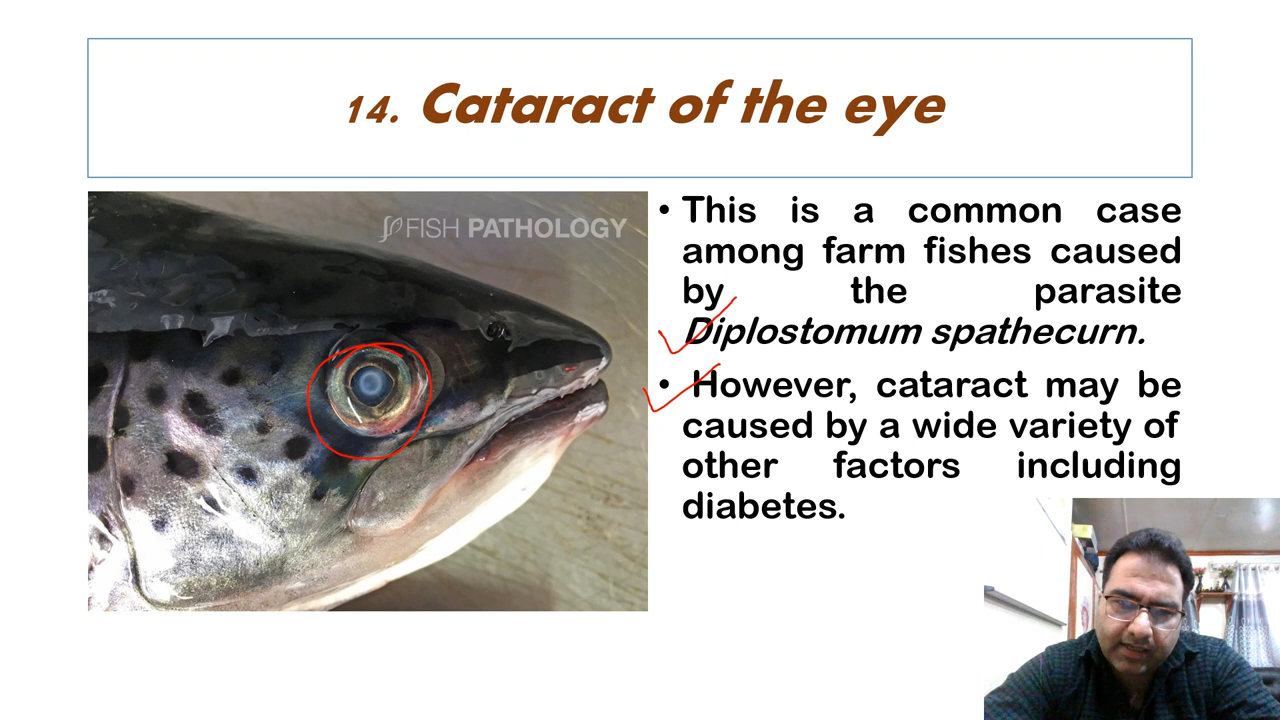 14. Cataract of the eye
FISH PATHOLOGY
• This is a common case
among farm fishes caused
by the parasite
Diplostomum spathecurn.
• However, cataract may be
caused by a wide variety of
other factors including
diabetes.